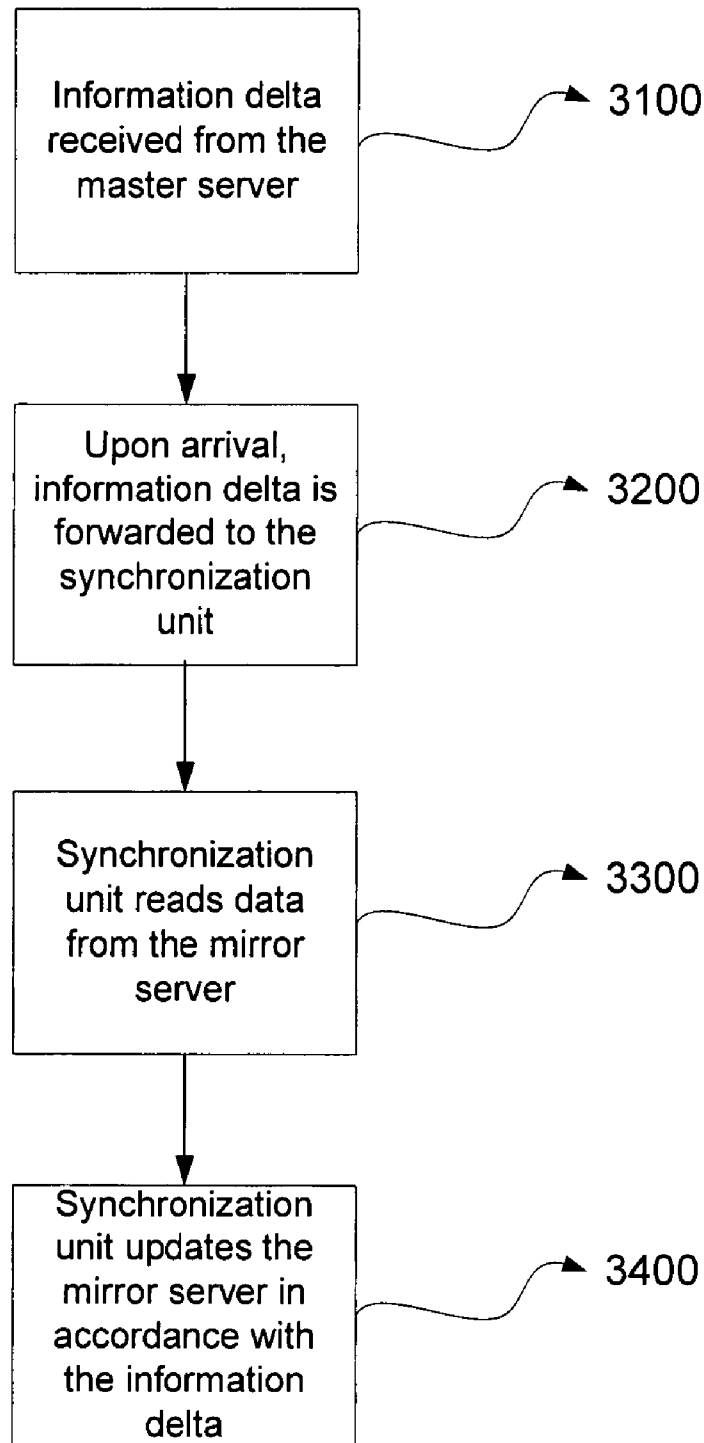 Information delta
received from the
master server
3100
Upon arrival,
information delta is
forwarded to the
synchronization
unit
3200
Synchronization
unit reads data
from the mirror
server
3300
Synchronization
unit updates the
mirror server in
accordance with
the information
delta
3400